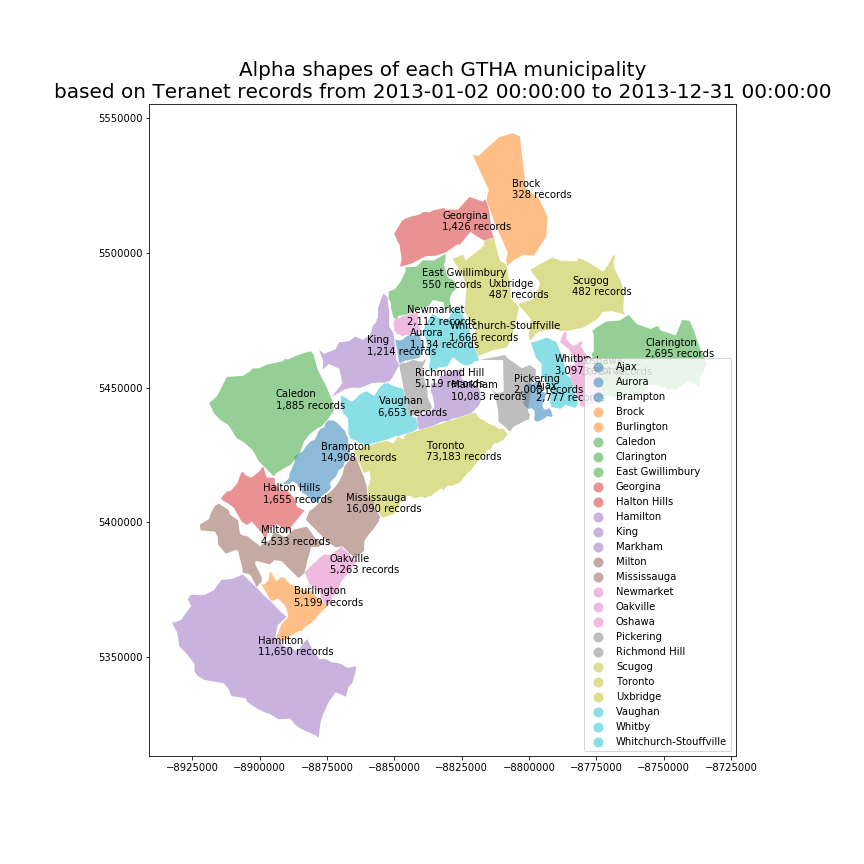 Alpha shapes of each GTHA municipality
based on Teranet records from 2013-01-02 00:00:00 to 2013-12-31 00:00:00
5550000
5500000
5450000
5400000
5350000
Brock
328 records
Georgina
1,426 records
East Gwillimbury
550 records
Uxbridge
487 records
Scugog
482 records
Newmarket
2,112 records
Whitchurch-Stouffville
1,666 records
Aurora
1,134 records
King
1,214 records
Clarington
2,695 records
Whitby
3,097
Richmond Hill
5,119 records
Markham
10,083 records
Pickering
2,008 records
Ajax
2,777 records
Caledon
1,885 records
Vaughan
6,653 records
Brampton
14,908 records
Toronto
73,183 records
Halton Hills
1,655 records
Mississauga
16,090 records
Milton
4,533 records
Oakville
5,263 records
Burlington
5,199 records
Hamilton
11,650 records
Ajax
Aurora
Brampton
Brock
Burlington
Caledon
Clarington
East Gwillimbury
Georgina
Halton Hills
Hamilton
King
Markham
Milton
Mississauga
Newmarket
Oakville
Oshawa
Pickering
Richmond Hill
Scugog
Toronto
Uxbridge
Vaughan
Whitby
Whitchurch-Stouffville
−8925000 −8900000 −8875000 −8850000 −8825000 −8800000 −8775000 −8750000 −8725000